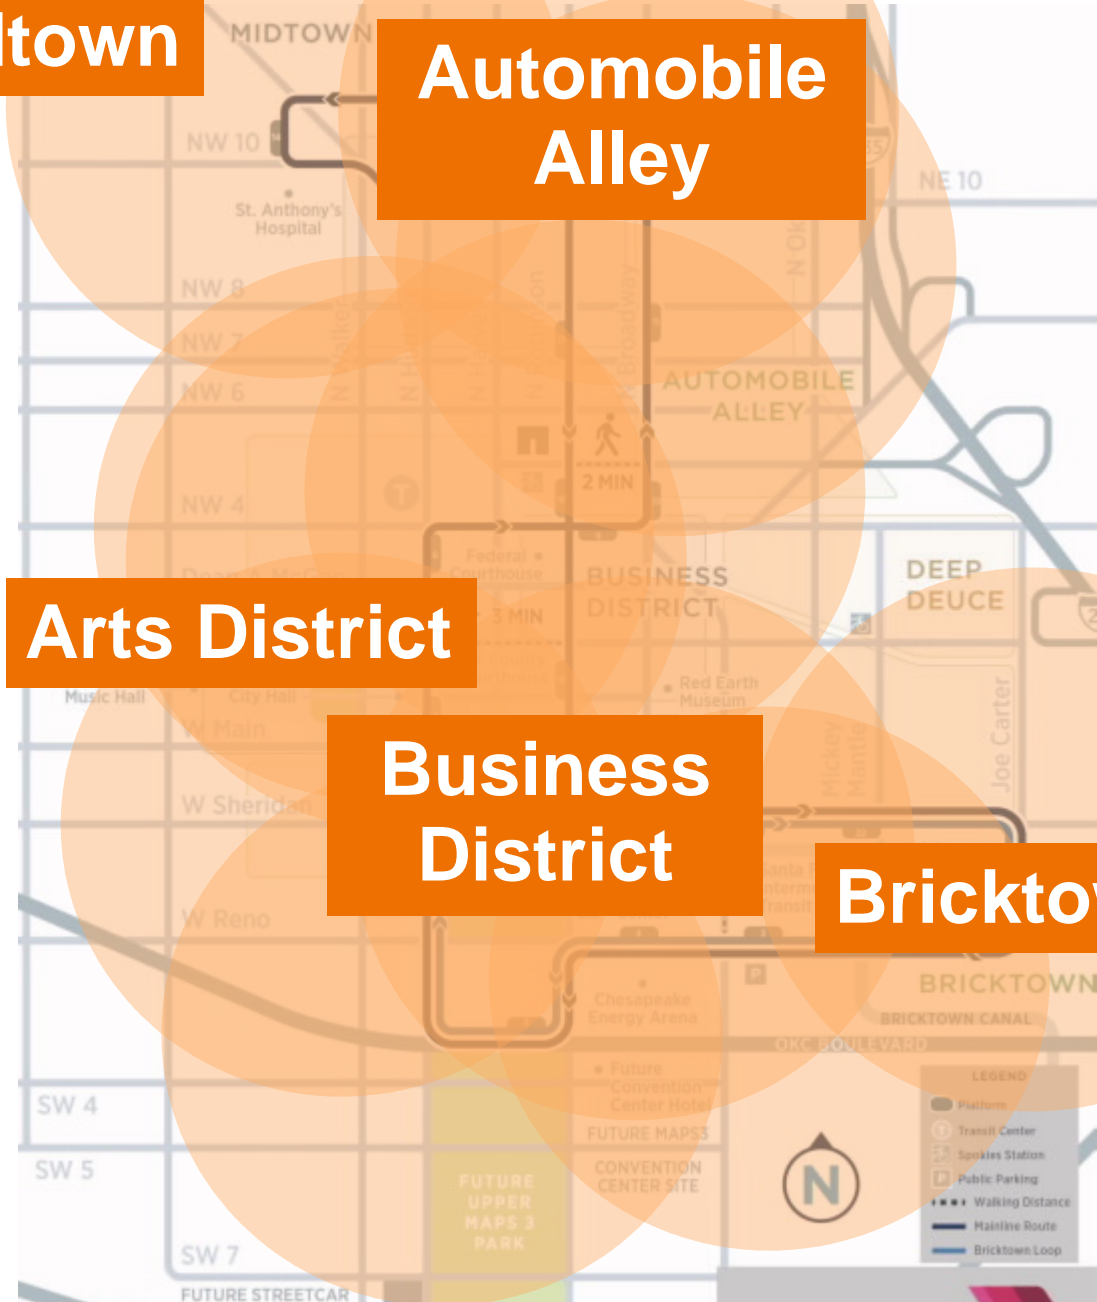 ltown
MIDTOWN
Automobile
Alley
NW 10
NE 10
St. Anthony's
Hospital
N Ok
NW 8
N Walker
N Broadway
NW 7
NW 6
AUTOMOBILE
ALLEY
T
2 MIN
NW 4
Federal
Courthouse
BUSINESS
DISTRICT
DEEP
DEUCE
3 MIN
Arts District
Music Hall
City Hall
Red Earth
Museum
W Main
Mickey
Mantle
Joe Carter
Business
District
W Sheridan
Brickto
W Reno
P
Chesapeake
Energy Arena
BRICKTOWN
BRICKTOWN CANAL
OKC BOULEVARD
Future
Convention
Center Hotel
LEGEND
Platform
T Transit Center
Spokies Station
P Public Parking
Walking Distance
Mainline Route
Bricktown Loop
SW 4
FUTURE MAPS3
CONVENTION
CENTER SITE
N
SW 5
FUTURE
UPPER
MAPS 3
PARK
SW 7
FUTURE STREETCAR